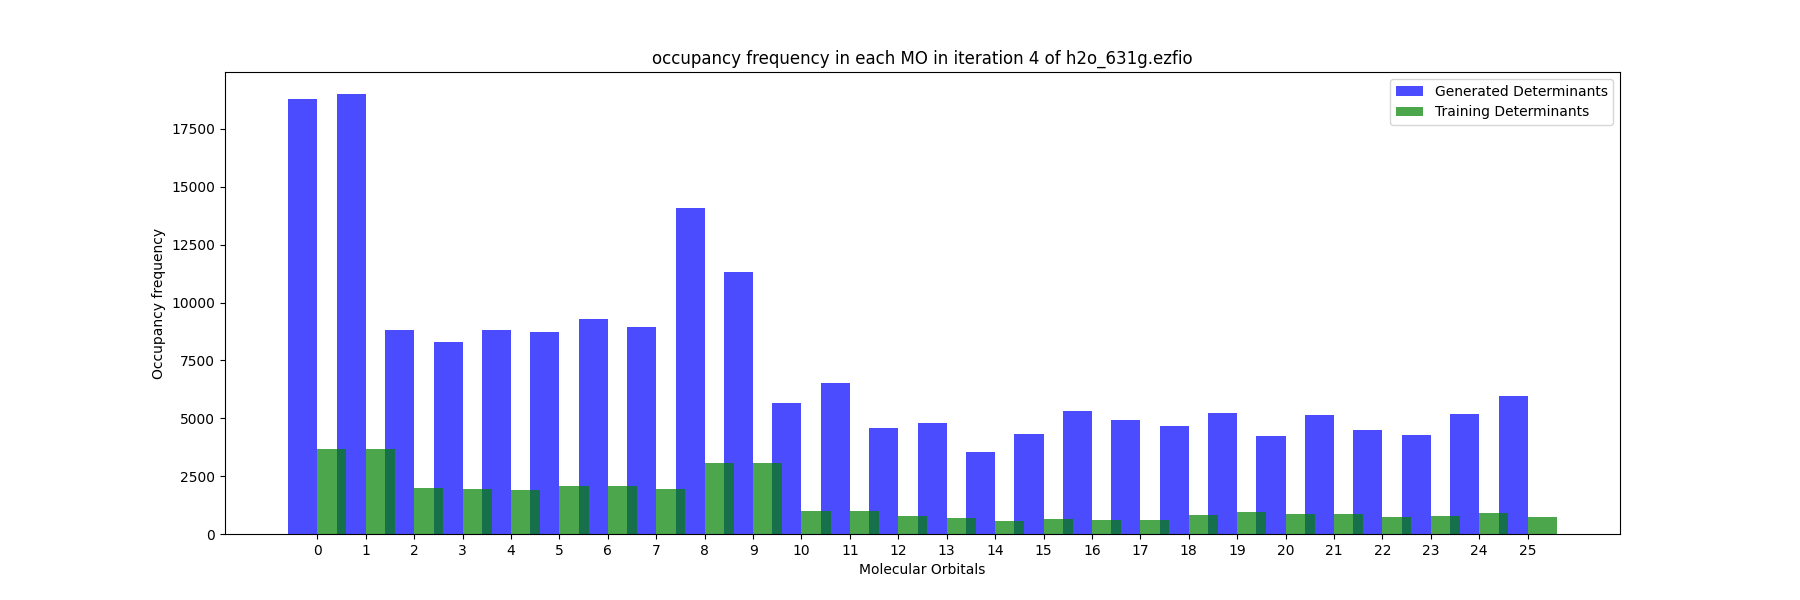 occupancy frequency in each MO in iteration 4 of h2o_631g.ezfio
Generated Determinants
Training Determinants
Occupancy frequency
17500
15000
12500
10000
7500
5000
2500
0
0 1 2 3 4 5 6 7 8 9 10 11 12 13 14 15 16 17 18 19 20 21 22 23 24 25
Molecular Orbitals